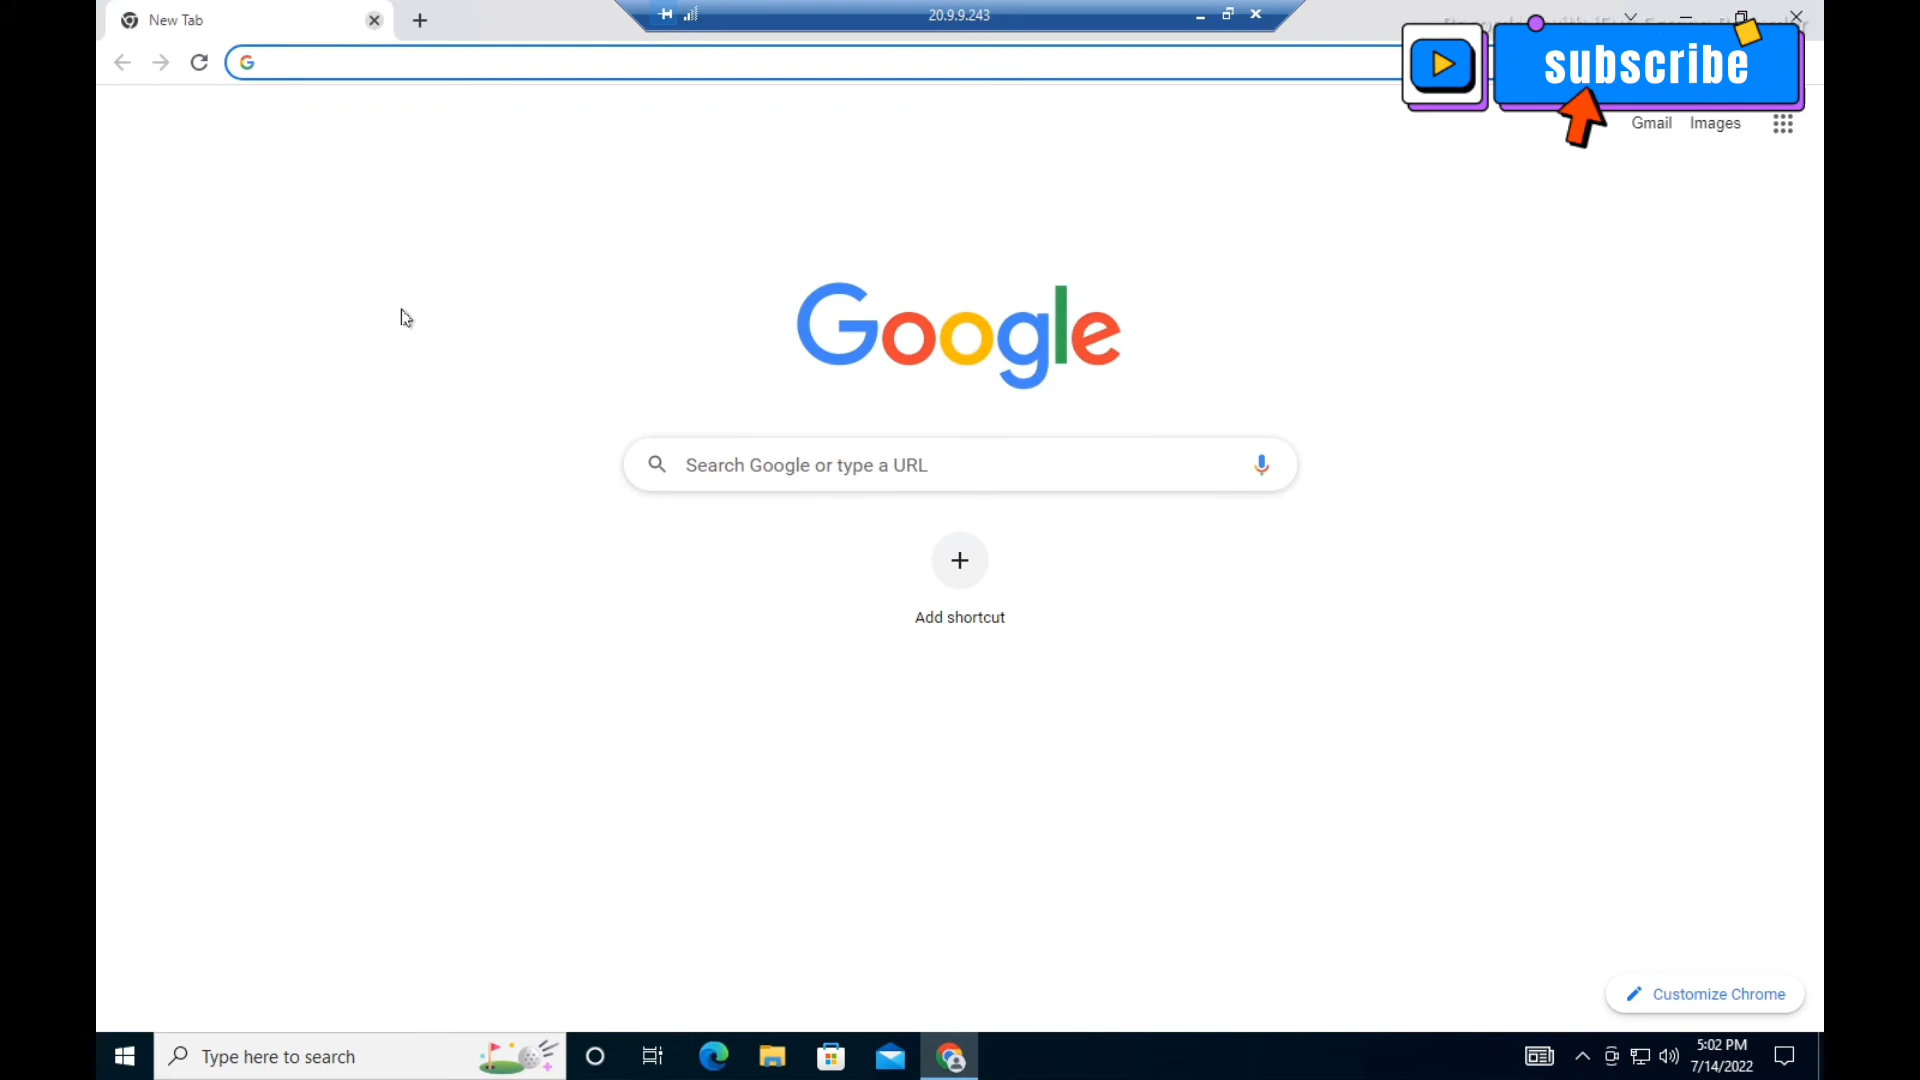 New Tab
20.9.9.243
subscribe
Gmail Images
Google
Search Google or type a URL
Add shortcut
Customize Chrome
Type here to search
5:02 PM
7/14/2022